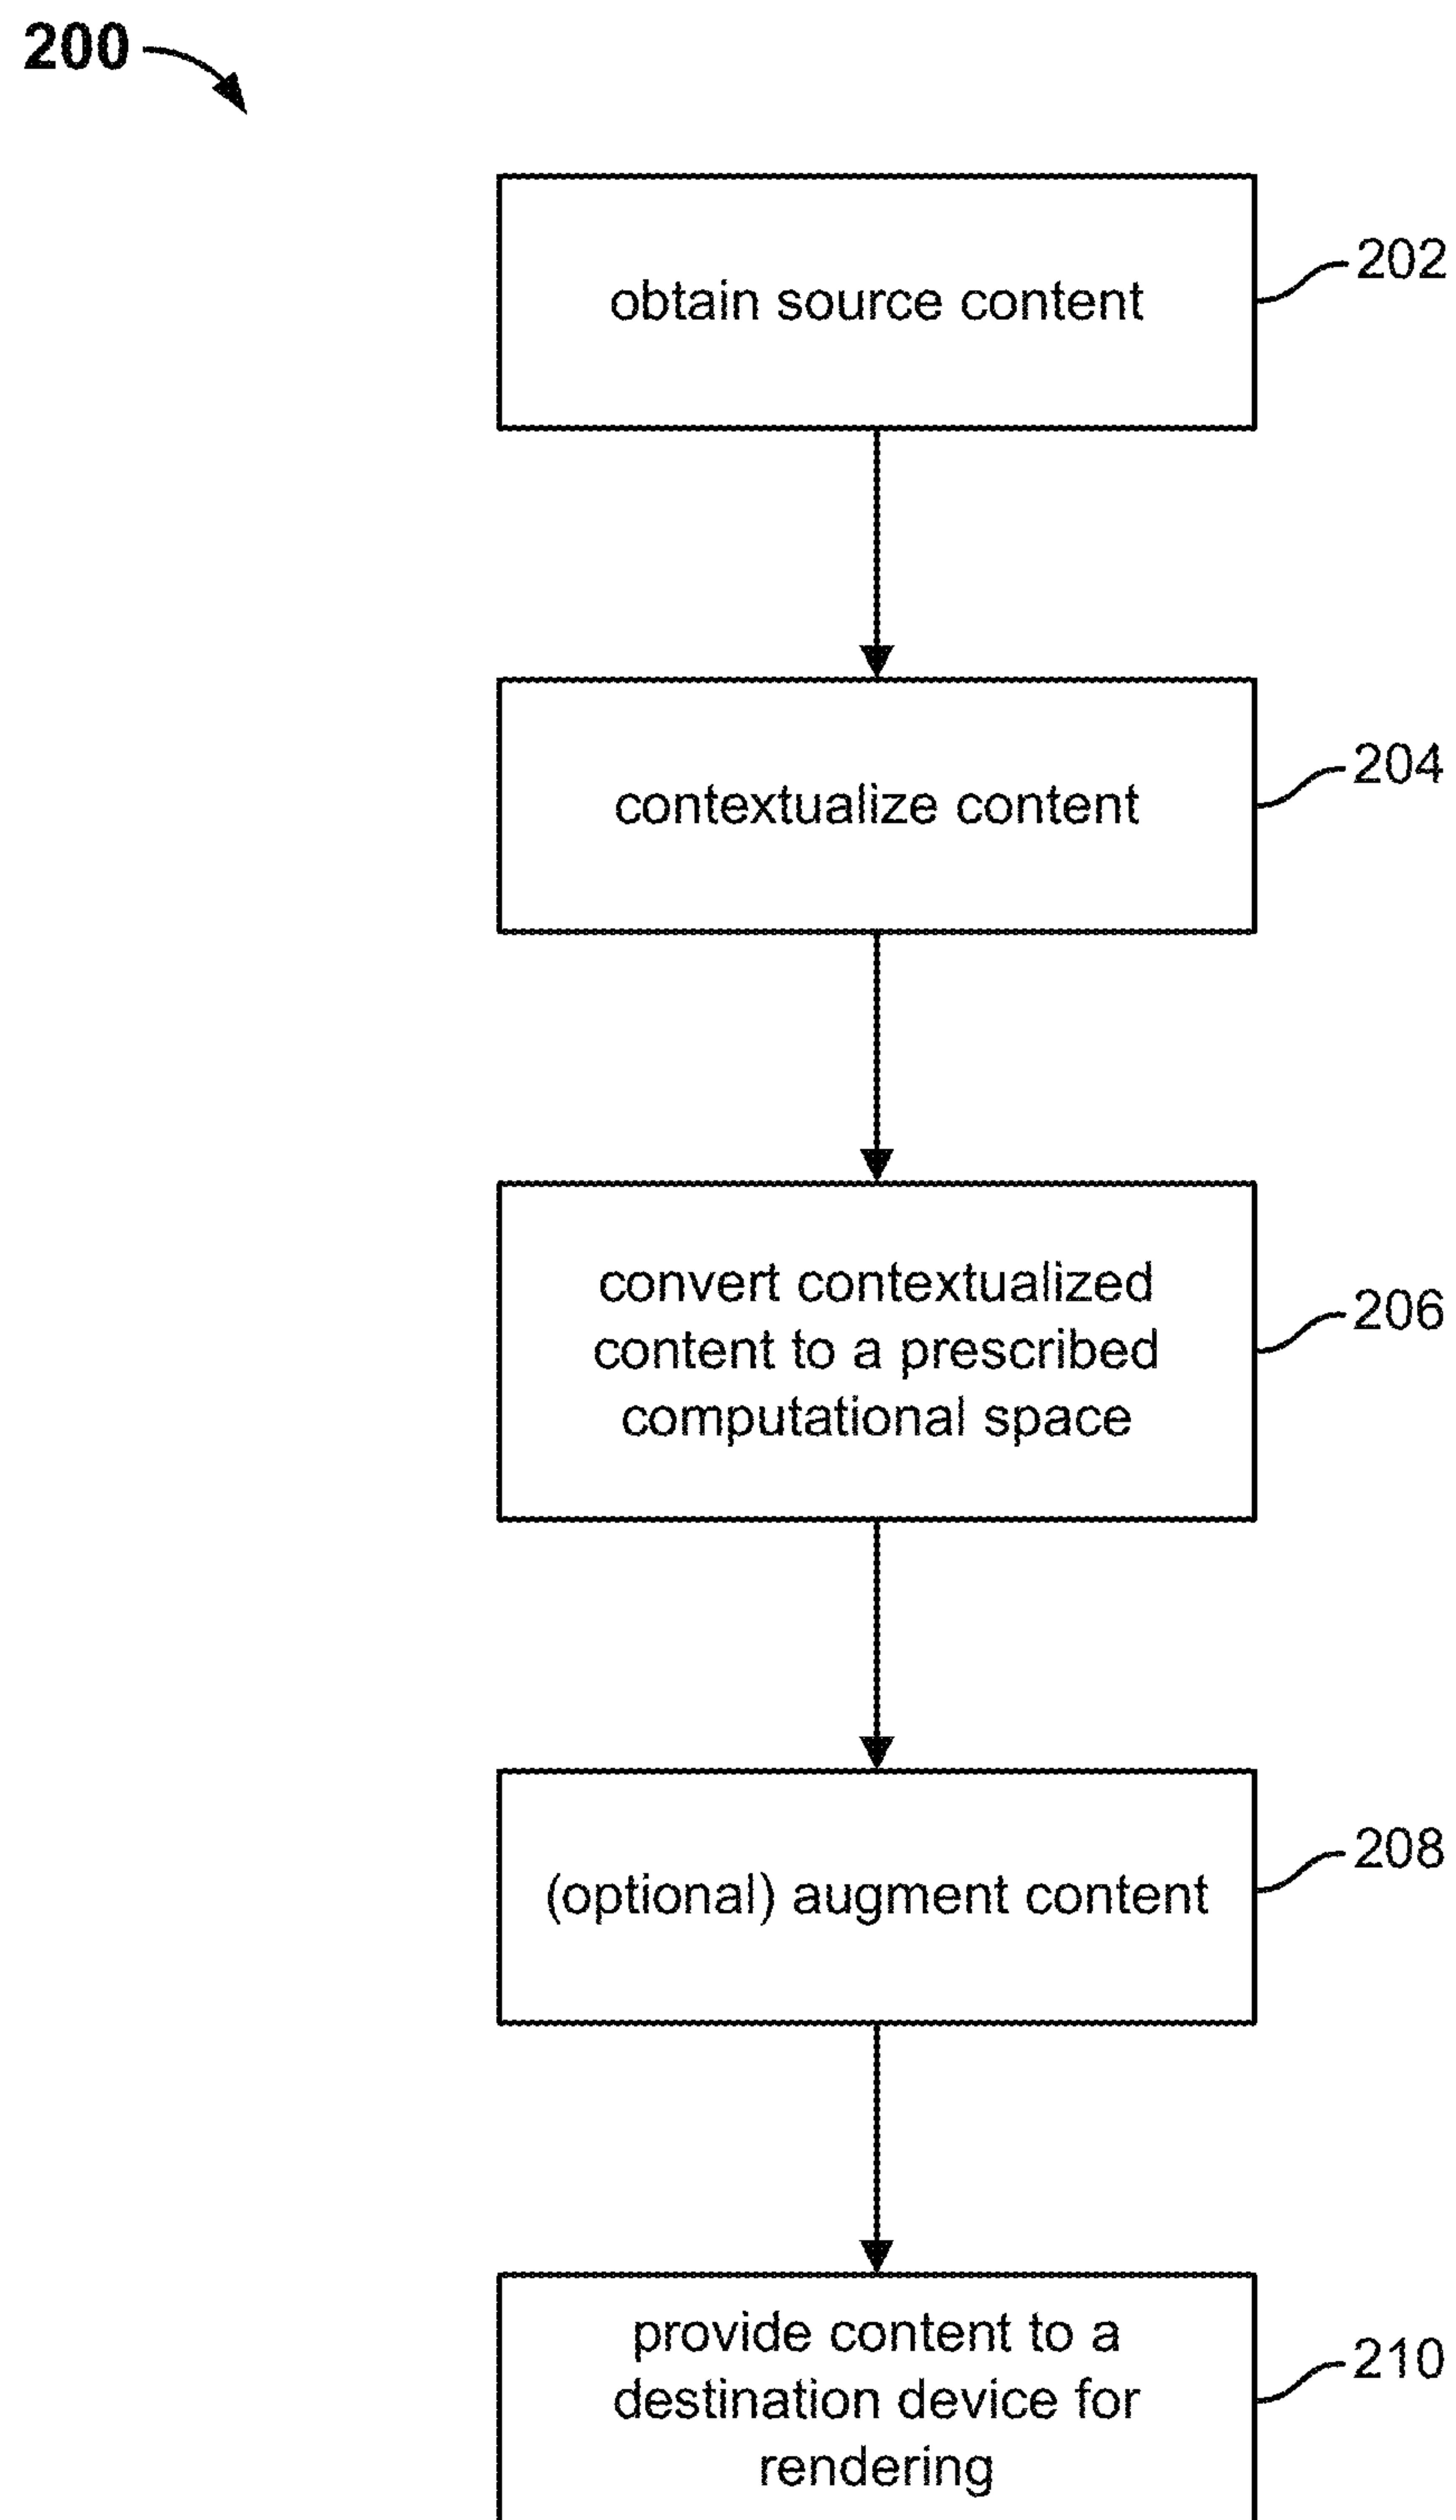 200
obtain source content
202
contextualize content
204
convert contextualized
content to a prescribed
computational space
206
(optional) augment content
208
provide content to a
destination device for
rendering
210